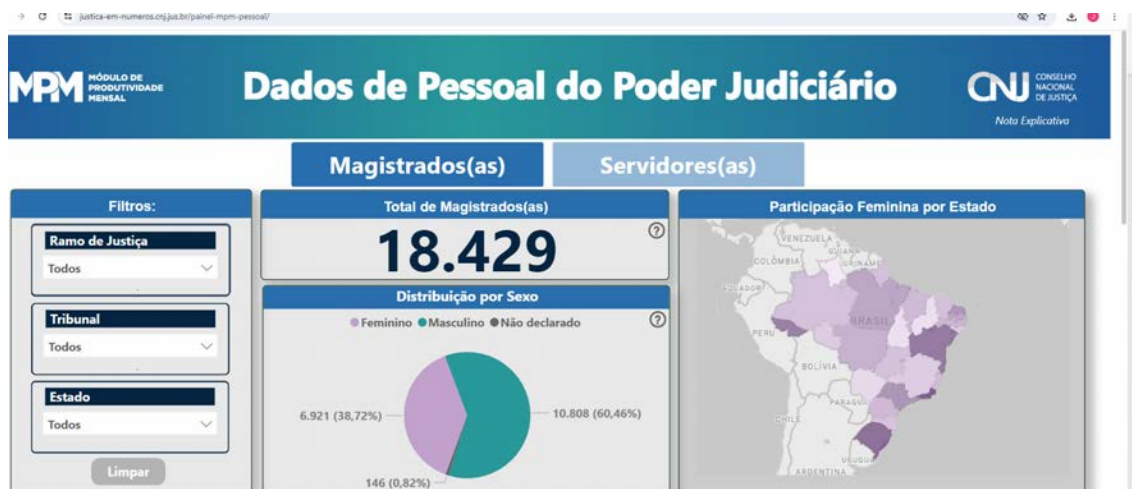 justica-em-numeros.cnj.jus.br/painel-mpm-pessoal/
MPM MÓDULO DE
PRODUTIVIDADE
MENSAL
Dados de Pessoal do Poder Judiciário
CNJ CONSELHO
NACIONAL
DE JUSTIÇA
Nota Explicativa
Magistrados(as)
Servidores(as)
Filtros:
Ramo de Justiça
Todos
Tribunal
Todos
Estado
Todos
Limpar
Total de Magistrados(as)
18.429
Distribuição por Sexo
Feminino Masculino Não declarado
6.921 (38,72%)
10.808 (60,46%)
146 (0,82%)
Participação Feminina por Estado
VENEZUELA
GUIANA
COLÔMBIA
SURINAME
EQUADOR
BRASIL
PERU
BOLÍVIA
PARAGUAI
CHILE
URUGUAI
ARGENTINA